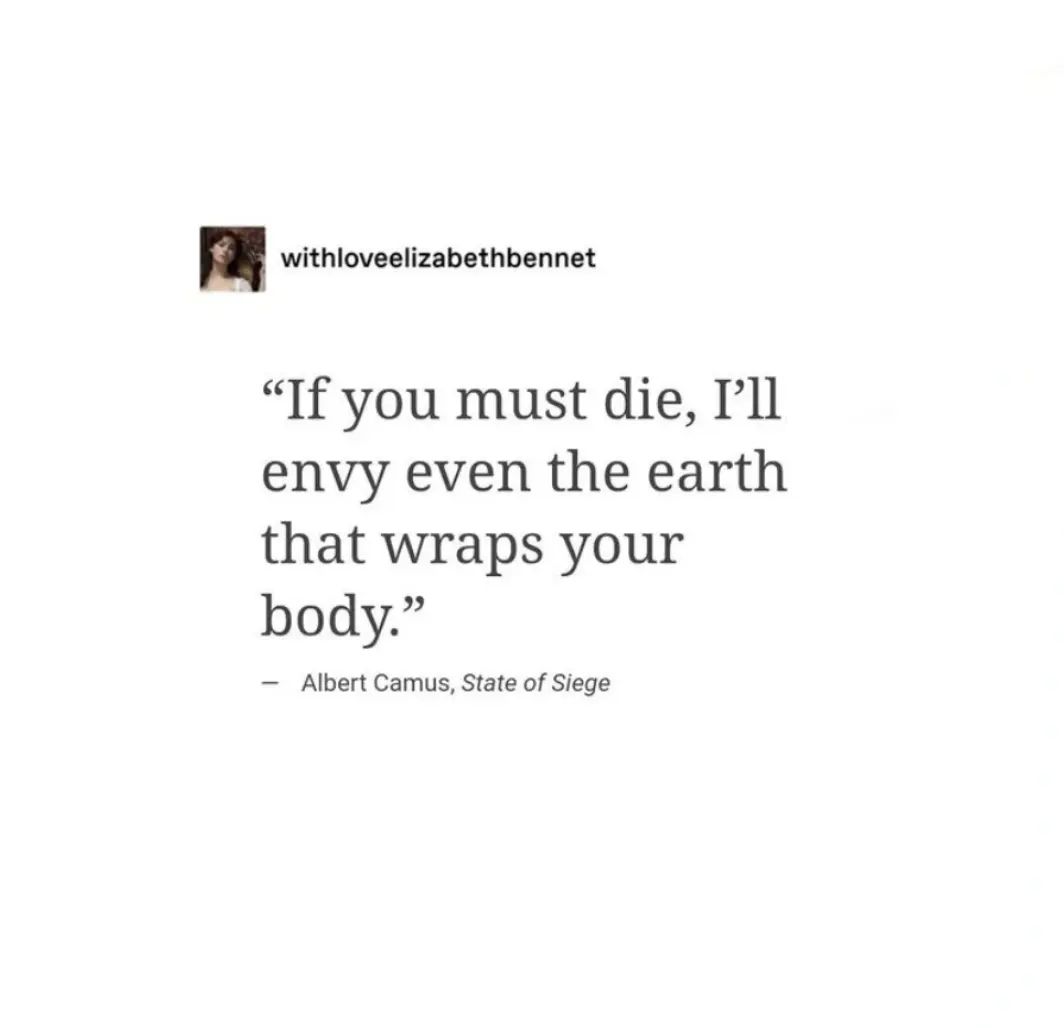 withloveelizabethbennet
“If you must die, I’ll
envy even the earth
that wraps your
body.”
— Albert Camus, State of Siege